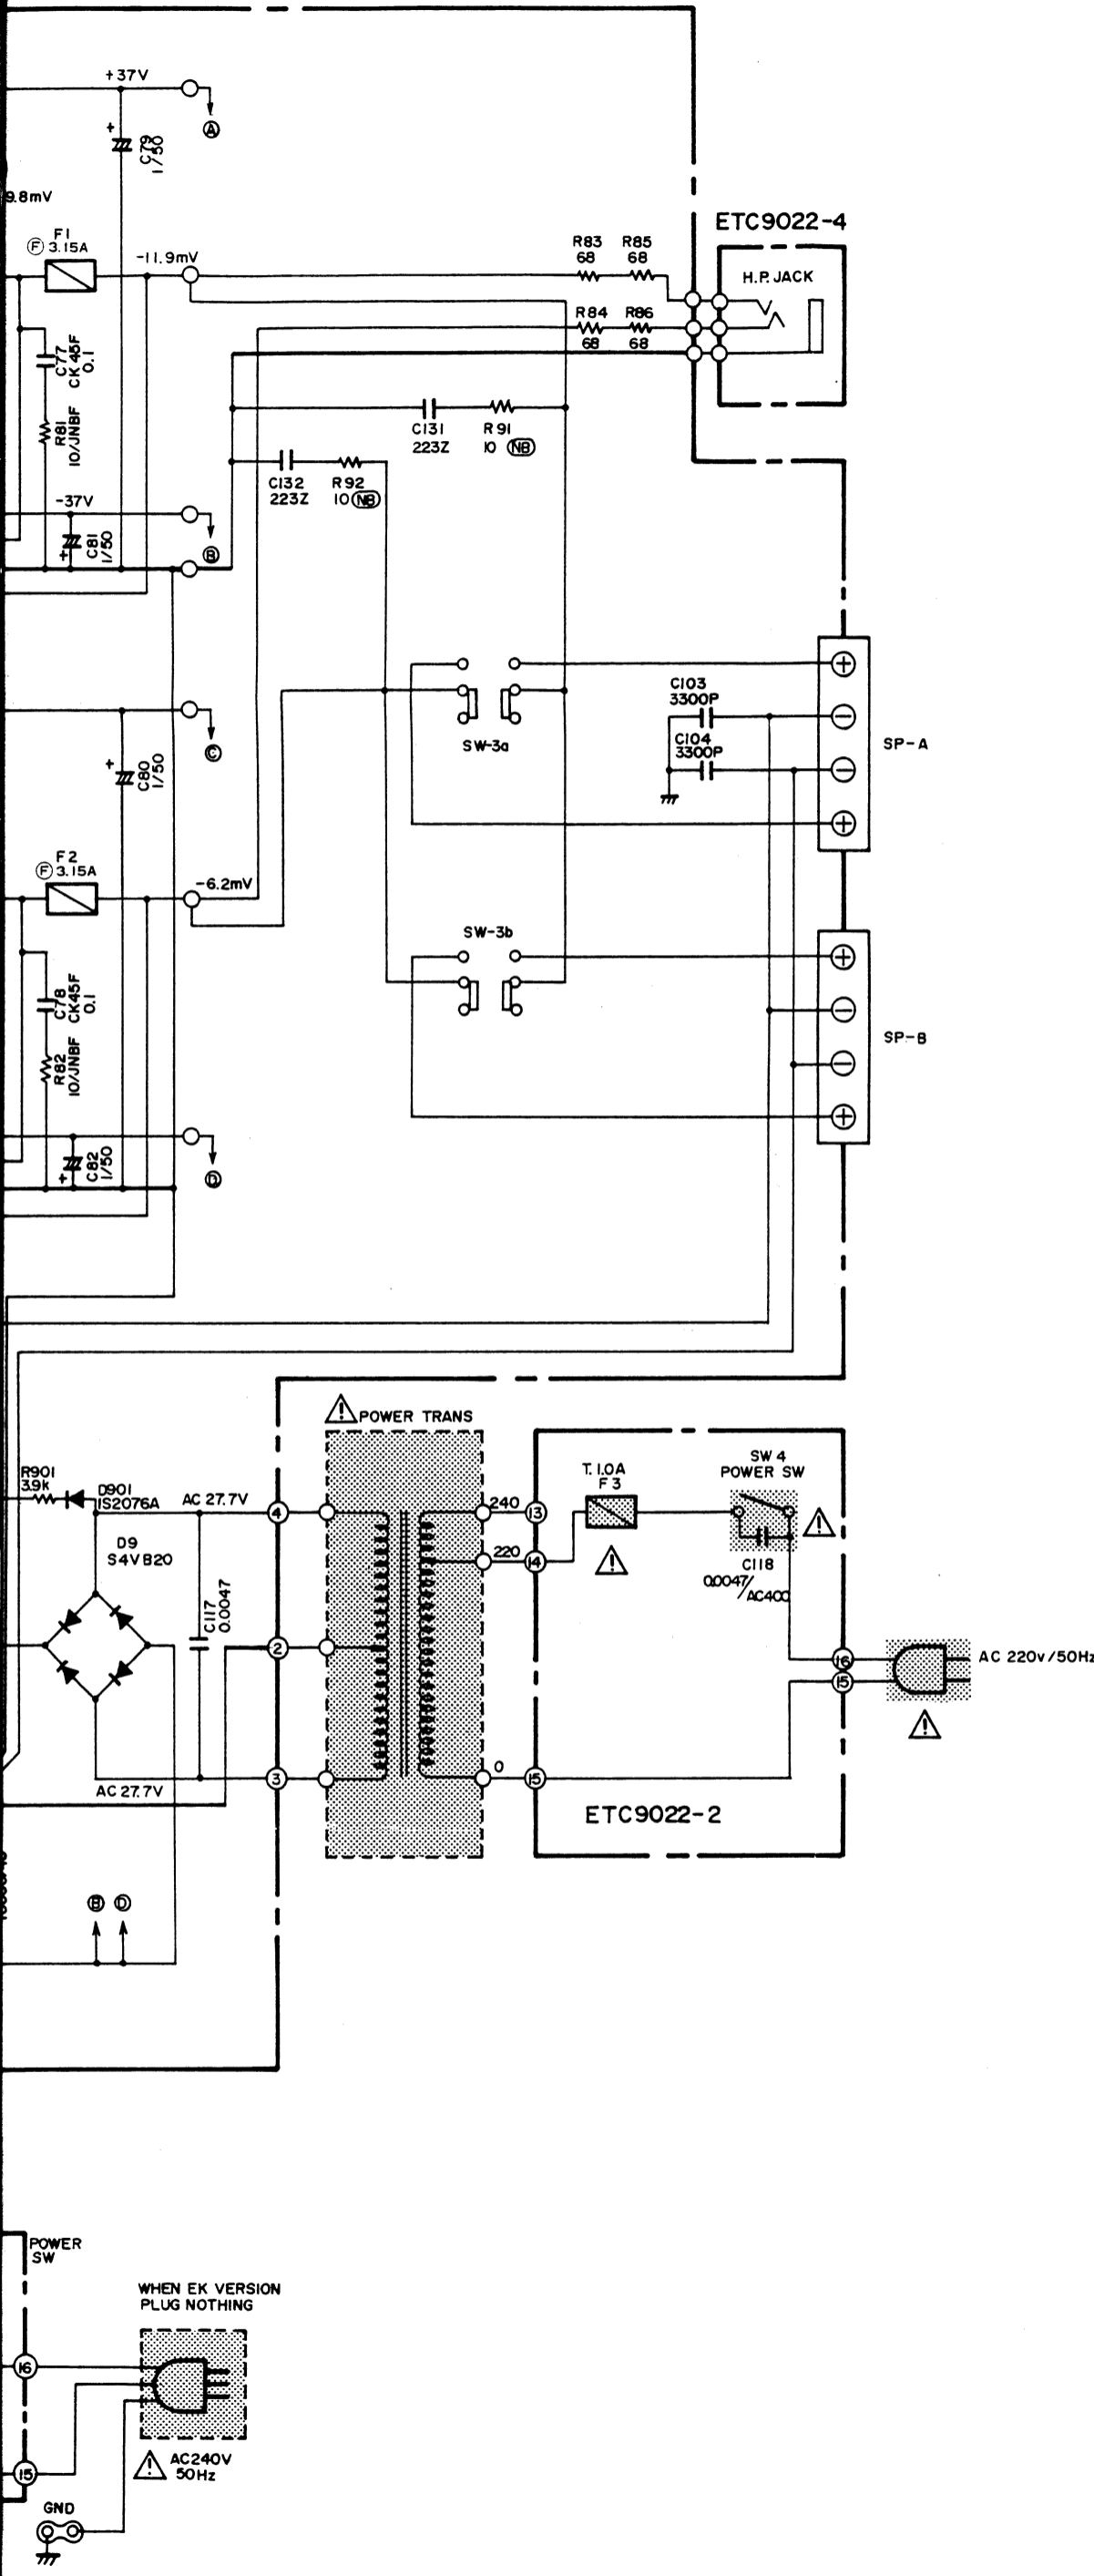 +37V
+
C79
1/50
Ⓐ
9.8mV
F1
Ⓕ 3.15A
-11.9mV
R83
68
R85
68
ETC9022-4
H.P. JACK
R84
68
R86
68
C77
CK45F
0.1
R81
10/JNBF
C131
223Z
R91
10 NB
C132
223Z
R92
10 NB
-37V
+
C81
1/50
Ⓑ
C103
3300P
C104
3300P
+
−
−
+
SP-A
SW-3a
Ⓒ
+
C80
1/50
F2
Ⓕ 3.15A
-6.2mV
SW-3b
+
−
−
+
SP-B
C78
CK45F
0.1
R82
10/JNBF
+
C82
1/50
Ⓓ
! POWER TRANS
R901
3.9k
D901
1S2076A
AC 27.7V
4
D9
S4VB20
C117
0.0047
2
3
AC 27.7V
240
13
220
14
0
15
T.1.0A
F3
!
SW4
POWER SW
!
C118
0.0047/AC400
16
15
AC 220v/50Hz
!
ETC9022-2
Ⓑ Ⓓ
POWER
SW
WHEN EK VERSION
PLUG NOTHING
16
15
! AC240V
50Hz
GND